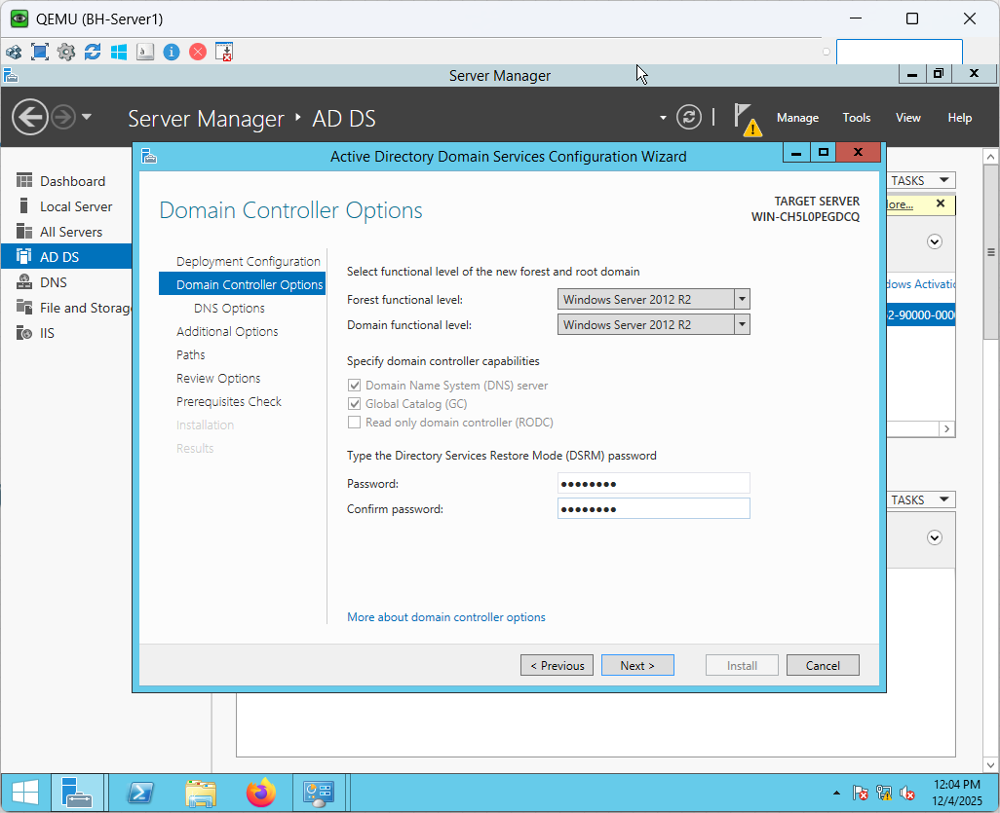 QEMU (BH-Server1)
Server Manager
Server Manager ‣ AD DS
Manage
Tools
View
Help
Active Directory Domain Services Configuration Wizard
Dashboard
Local Server
All Servers
AD DS
DNS
File and Storag
IIS
TASKS
ore...
dows Activatio
2-90000-000
TASKS
Domain Controller Options
TARGET SERVER
WIN-CH5L0PEGDCQ
Deployment Configuration
Domain Controller Options
DNS Options
Additional Options
Paths
Review Options
Prerequisites Check
Installation
Results
Select functional level of the new forest and root domain
Forest functional level: Windows Server 2012 R2
Domain functional level: Windows Server 2012 R2
Specify domain controller capabilities
Domain Name System (DNS) server
Global Catalog (GC)
Read only domain controller (RODC)
Type the Directory Services Restore Mode (DSRM) password
Password: ●●●●●●●●
Confirm password: ●●●●●●●●
More about domain controller options
< Previous
Next >
Install
Cancel
12:04 PM
12/4/2025